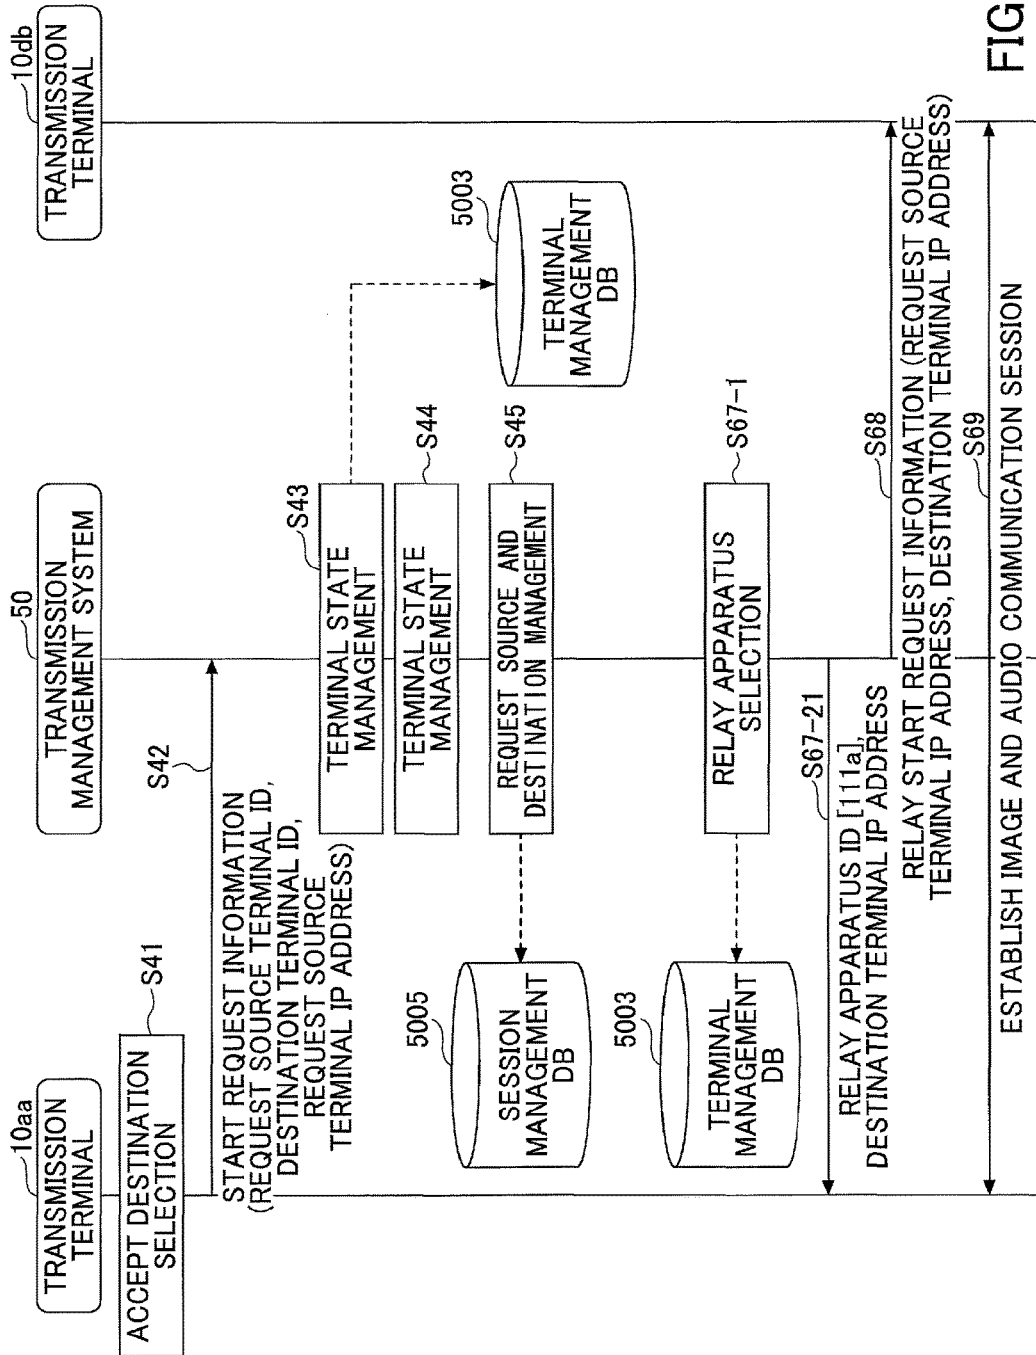 10aa
TRANSMISSION
TERMINAL
50
TRANSMISSION
MANAGEMENT SYSTEM
10db
TRANSMISSION
TERMINAL
ACCEPT DESTINATION
SELECTION
S41
S42
START REQUEST INFORMATION
(REQUEST SOURCE TERMINAL ID,
DESTINATION TERMINAL ID,
REQUEST SOURCE
TERMINAL IP ADDRESS)
S43
TERMINAL STATE
MANAGEMENT
S44
TERMINAL STATE
MANAGEMENT
5003
TERMINAL
MANAGEMENT
DB
S45
REQUEST SOURCE AND
DESTINATION MANAGEMENT
5005
SESSION
MANAGEMENT
DB
S67-1
RELAY APPARATUS
SELECTION
5003
TERMINAL
MANAGEMENT
DB
S67-21
RELAY APPARATUS ID [111a],
DESTINATION TERMINAL IP ADDRESS
S68
RELAY START REQUEST INFORMATION (REQUEST SOURCE
TERMINAL IP ADDRESS, DESTINATION TERMINAL IP ADDRESS)
S69
ESTABLISH IMAGE AND AUDIO COMMUNICATION SESSION
FIG